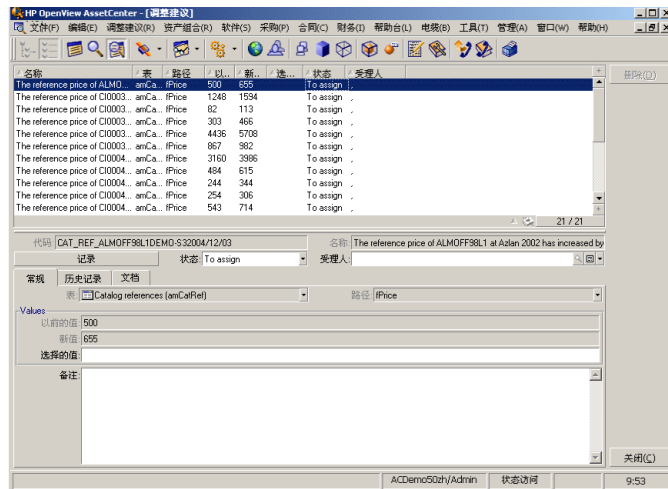 HP OpenView AssetCenter - [调整建议]
文件(F) 编辑(E) 调整建议(R) 资产组合(R) 软件(S) 采购(P) 合同(C) 财务(I) 帮助台(L) 电缆(B) 工具(T) 管理(A) 窗口(W) 帮助(H)
名称 表 路径 以.. 新.. 选... 状态 受理人
The reference price of ALMO... amCa... fPrice 500 655 To assign ,
The reference price of CI0003... amCa... fPrice 1248 1594 To assign ,
The reference price of CI0003... amCa... fPrice 82 113 To assign ,
The reference price of CI0003... amCa... fPrice 303 466 To assign ,
The reference price of CI0003... amCa... fPrice 4436 5708 To assign ,
The reference price of CI0003... amCa... fPrice 867 982 To assign ,
The reference price of CI0004... amCa... fPrice 3160 3986 To assign ,
The reference price of CI0004... amCa... fPrice 484 615 To assign ,
The reference price of CI0004... amCa... fPrice 244 344 To assign ,
The reference price of CI0004... amCa... fPrice 254 306 To assign ,
The reference price of CI0004... amCa... fPrice 543 714 To assign ,
21 / 21
删除(D)
代码: CAT_REF_ALMOFF98L1DEMO-S32004/12/03 名称: The reference price of ALMOFF98L1 at Azlan 2002 has increased by
记录 状态: To assign 受理人:
常规 历史记录 文档
表: Catalog references (amCatRef) 路径: fPrice
Values
以前的值: 500
新值: 655
选择的值:
备注:
关闭(C)
ACDemo50zh/Admin 状态访问 9:53